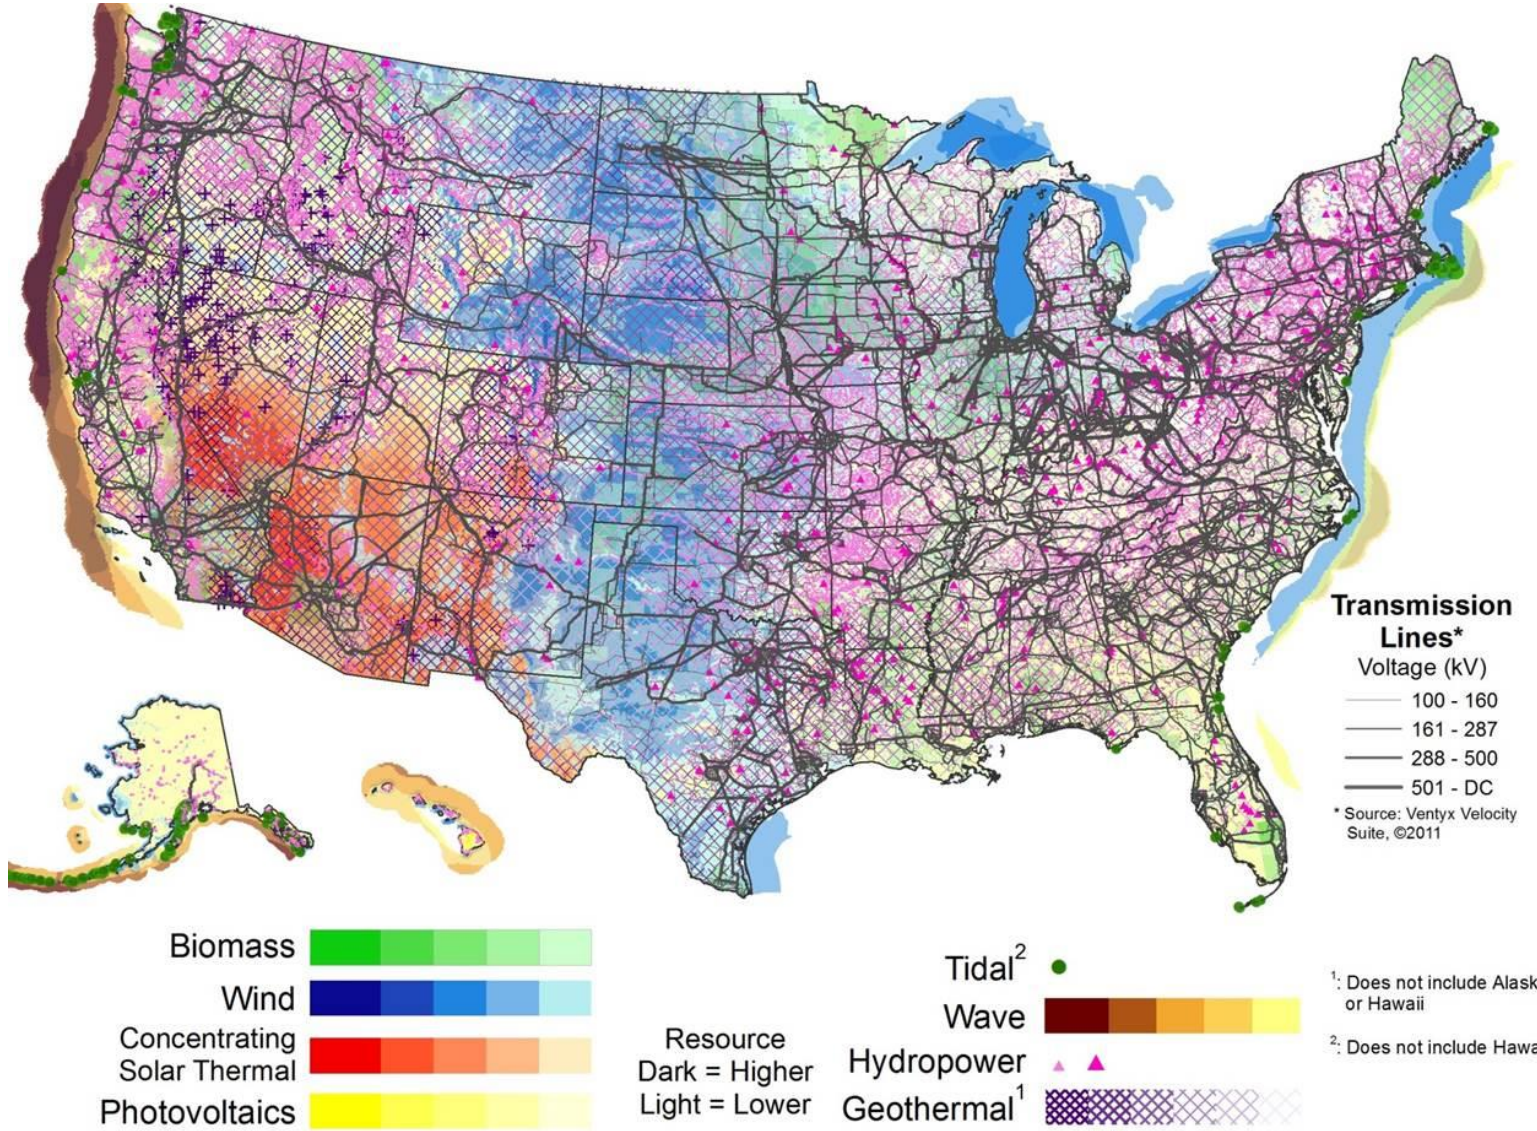 Transmission
Lines*
Voltage (kV)
100 - 160
161 - 287
288 - 500
501 - DC
* Source: Ventyx Velocity
Suite, ©2011
Biomass
Wind
Concentrating
Solar Thermal
Photovoltaics
Resource
Dark = Higher
Light = Lower
Tidal²
Wave
Hydropower
Geothermal¹
¹: Does not include Alask
or Hawaii
²: Does not include Hawa